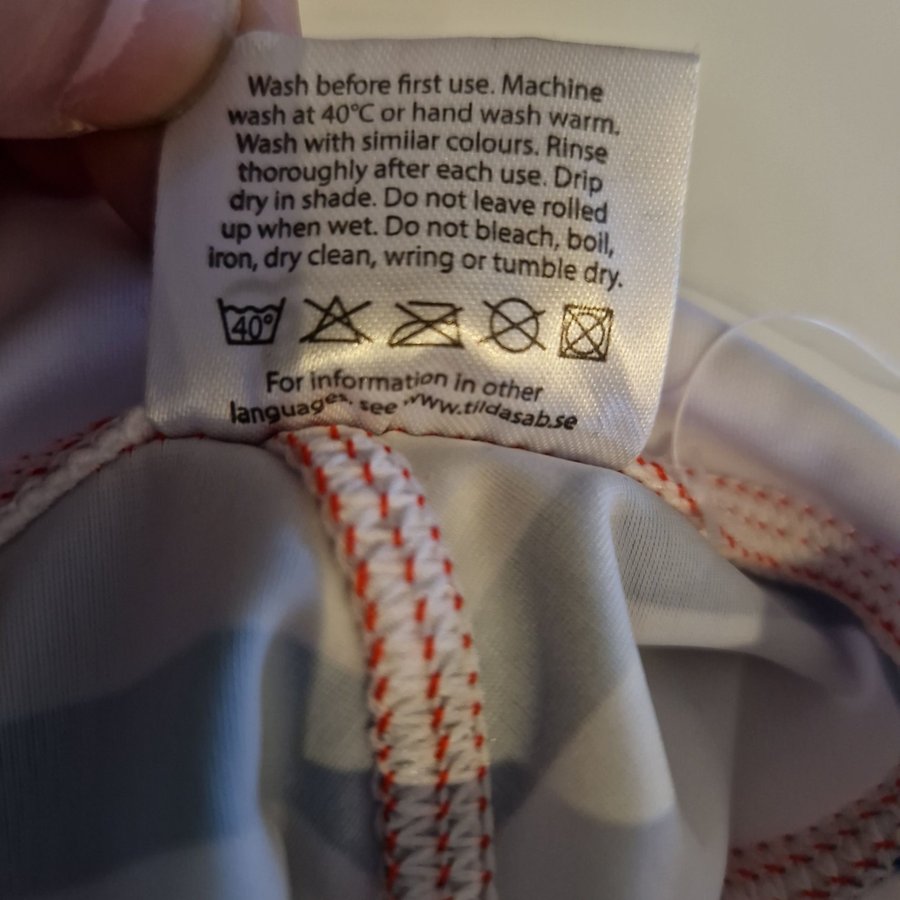 Wash before first use. Machine
wash at 40°C or hand wash warm.
Wash with similar colours. Rinse
thoroughly after each use. Drip
dry in shade. Do not leave rolled
up when wet. Do not bleach, boil,
iron, dry clean, wring or tumble dry.
40°
For information in other
languages, see www.tildasab.se